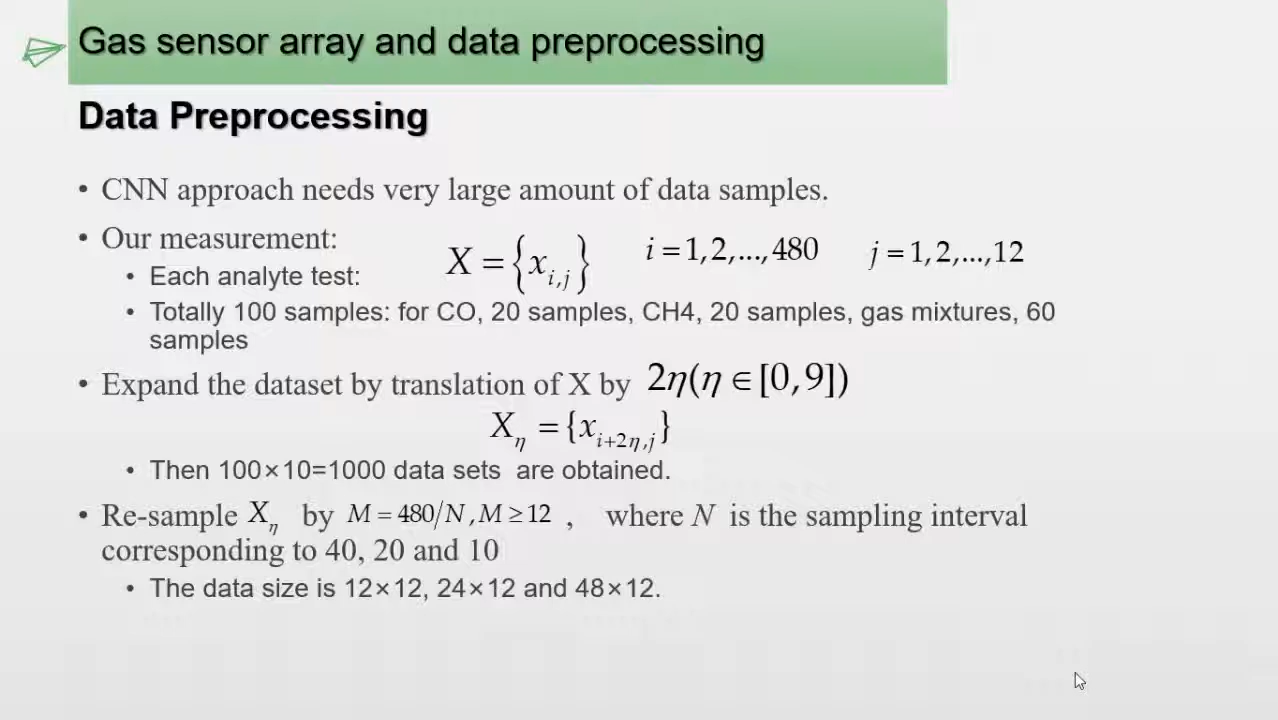 Gas sensor array and data preprocessing
Data Preprocessing
• CNN approach needs very large amount of data samples.
• Our measurement:
• Each analyte test: X = {x_{i,j}} i = 1, 2, ..., 480 j = 1, 2, ..., 12
• Totally 100 samples: for CO, 20 samples, CH4, 20 samples, gas mixtures, 60
samples
• Expand the dataset by translation of X by 2η(η ∈ [0, 9])
X_η = {x_{i+2η,j}}
• Then 100×10=1000 data sets are obtained.
• Re-sample X_η by M = 480/N, M ≥ 12 , where N is the sampling interval
corresponding to 40, 20 and 10
• The data size is 12×12, 24×12 and 48×12.